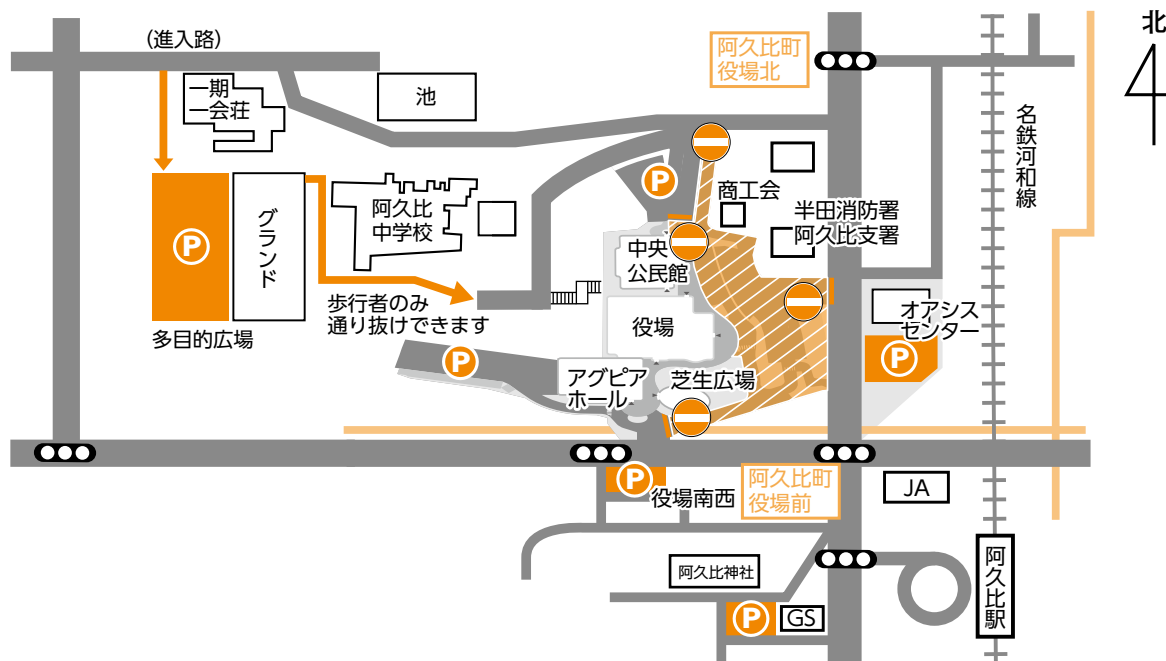 北
(進入路)
阿久比町
役場北
一期
一会荘
池
名鉄河和線
P
商工会
半田消防署
阿久比支署
阿久比
中学校
グランド
P
中央
公民館
歩行者のみ
通り抜けできます
多目的広場
役場
オアシス
センター
P
P
アグピア
ホール
芝生広場
P
役場南西
阿久比町
役場前
JA
阿久比神社
阿久比駅
P
GS